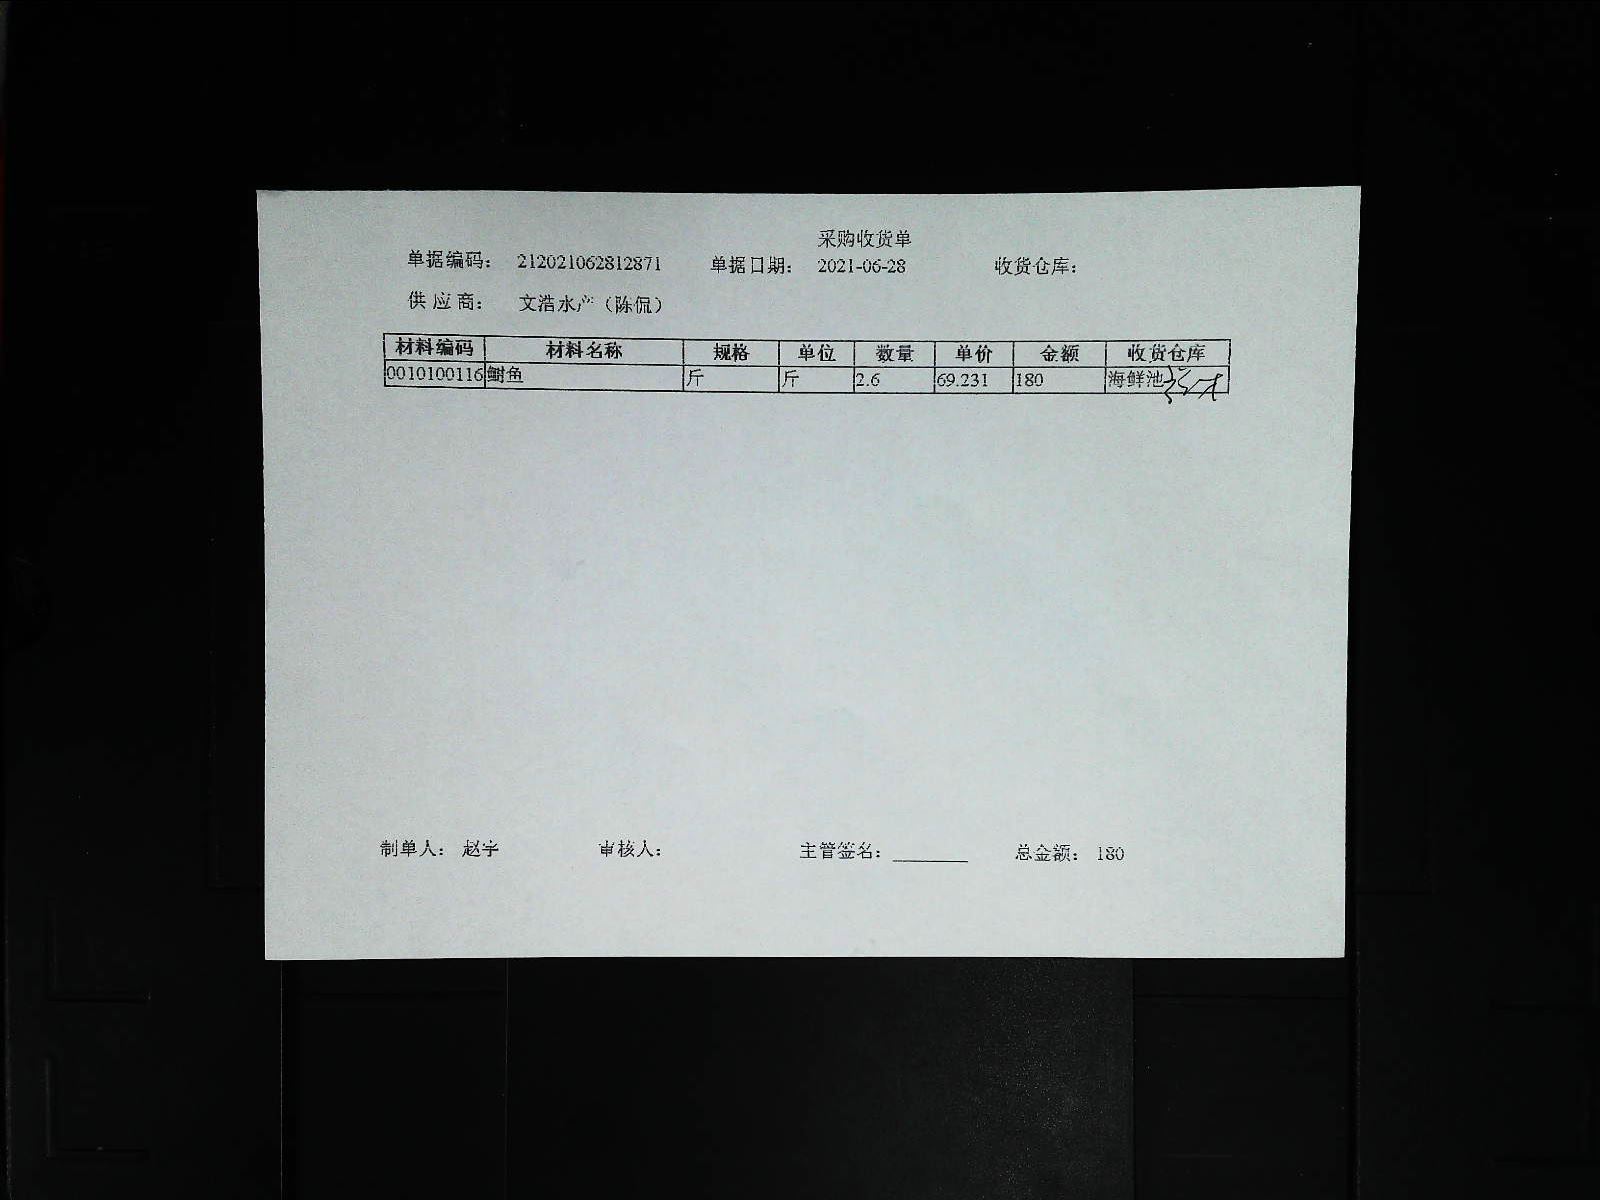 采购收货单
单据编码： 212021062812871 单据日期： 2021-06-28 收货仓库：
供 应 商： 文浩水产（陈侃）
材料编码 材料名称 规格 单位 数量 单价 金额 收货仓库
0010100116 鲥鱼 斤 斤 2.6 69.231 180 海鲜池
制单人： 赵宇 审核人： 主管签名： 总金额： 180